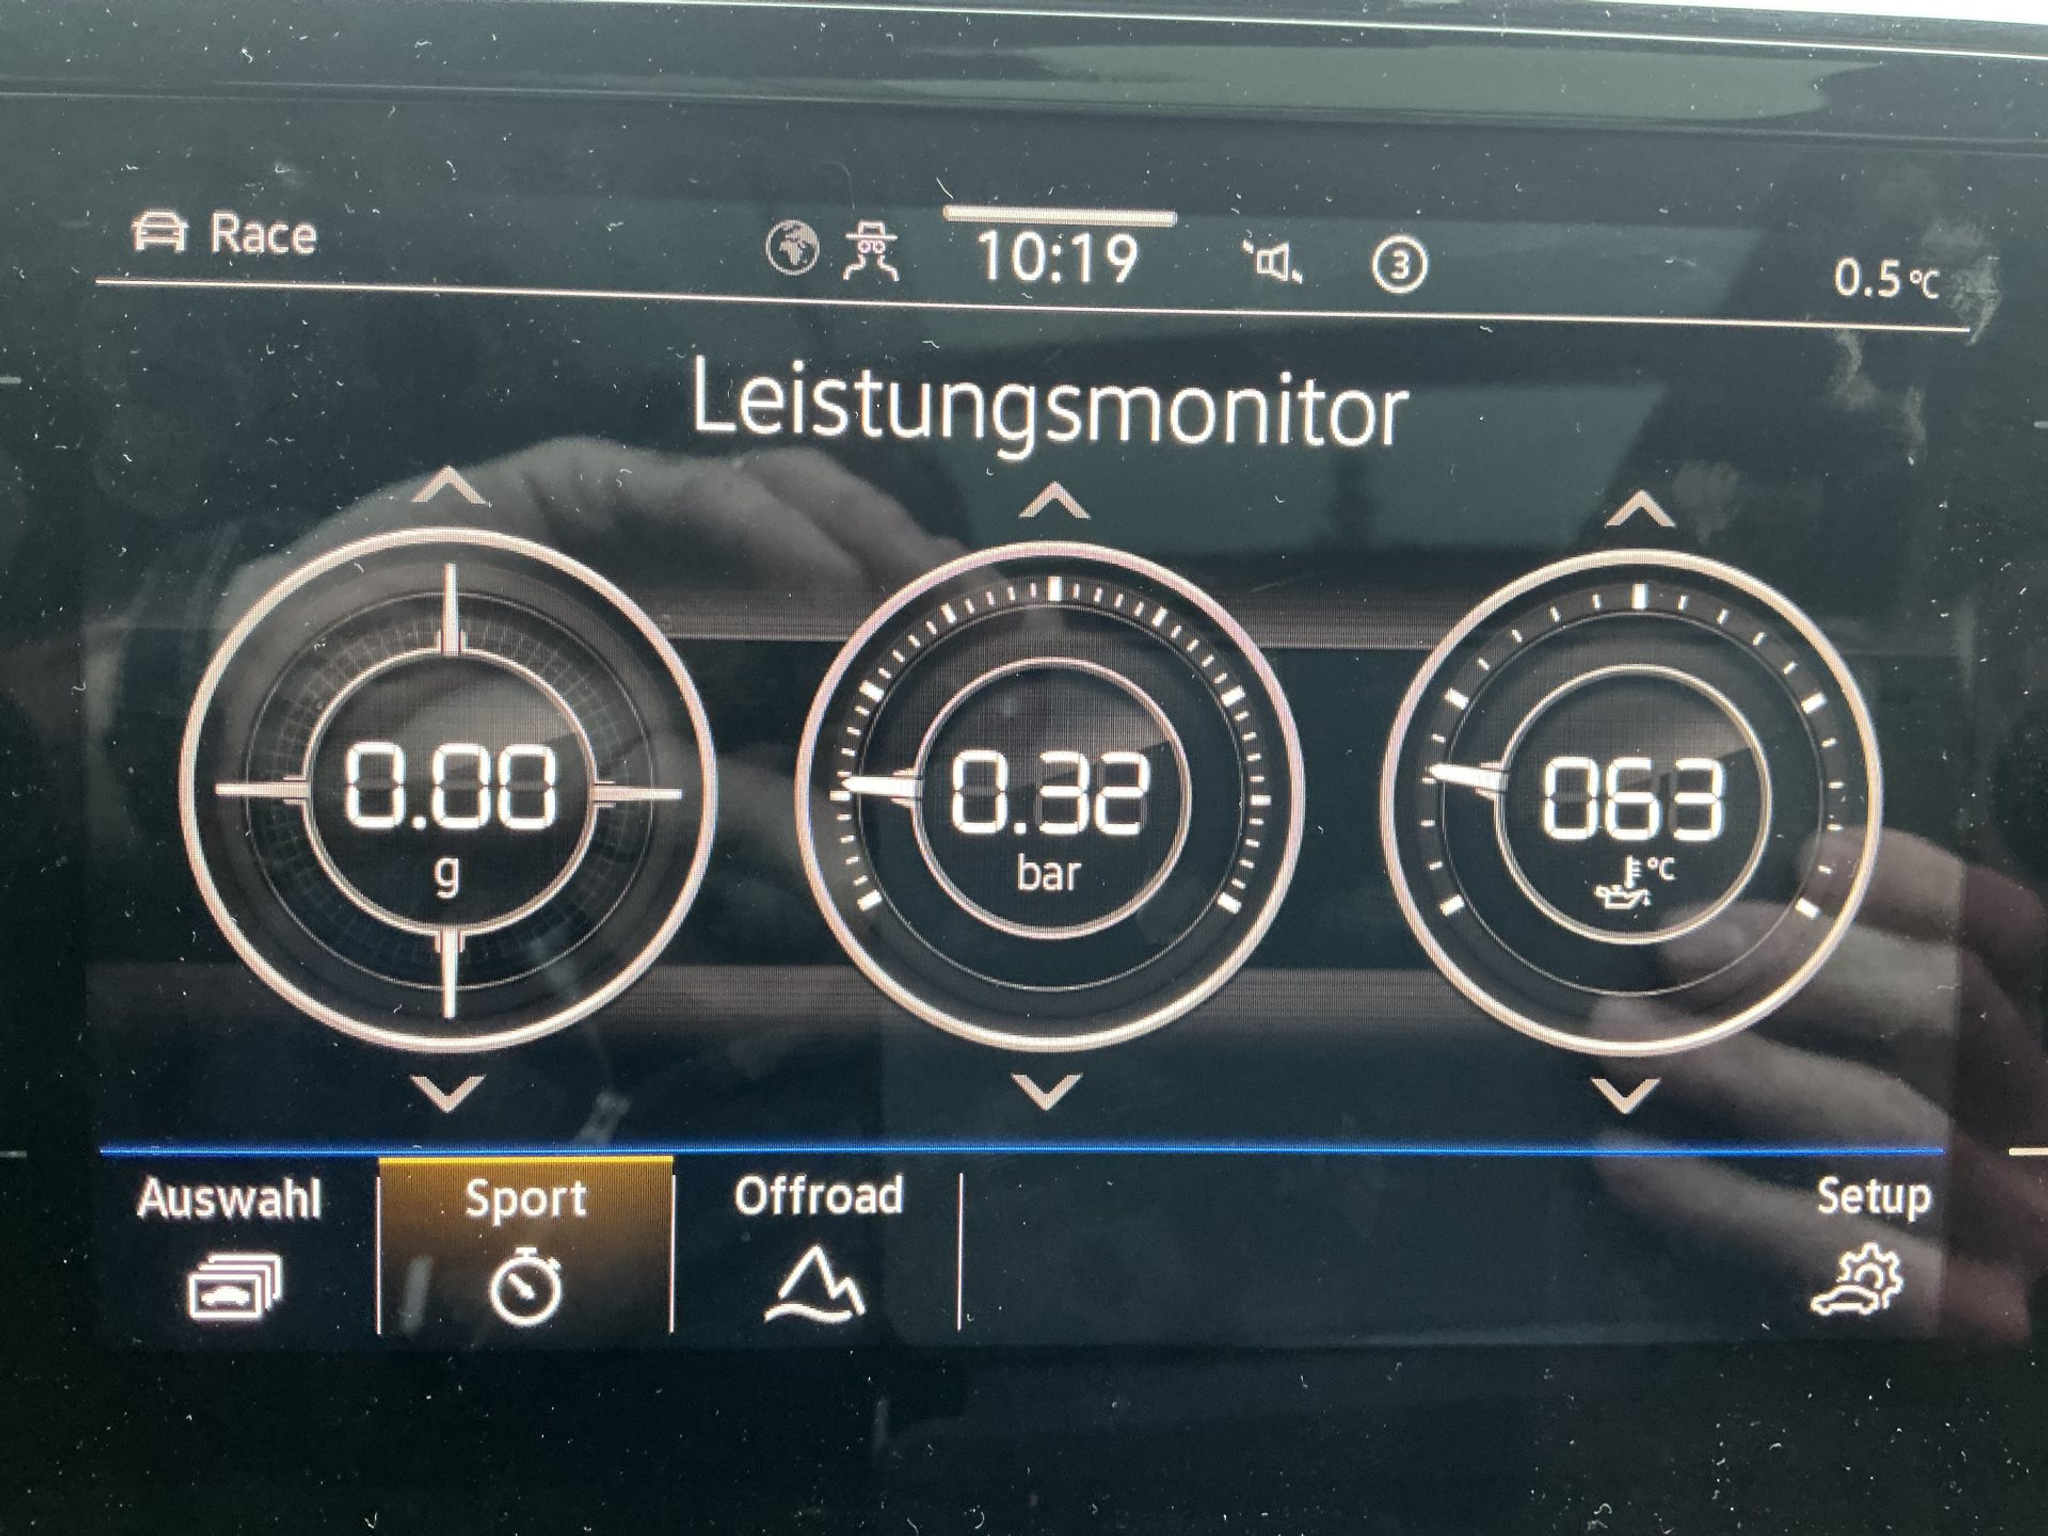 Race
10:19
3
0.5 °C
Leistungsmonitor
0.00
g
0.32
bar
063
°C
Auswahl
Sport
Offroad
Setup